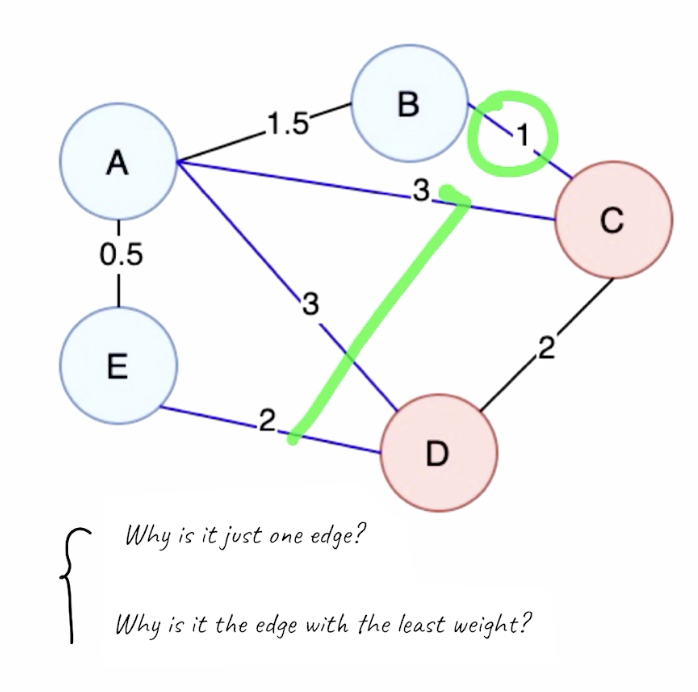 B
1.5
1
A
3
C
0.5
3
2
E
2
D
Why is it just one edge?
Why is it the edge with the least weight?